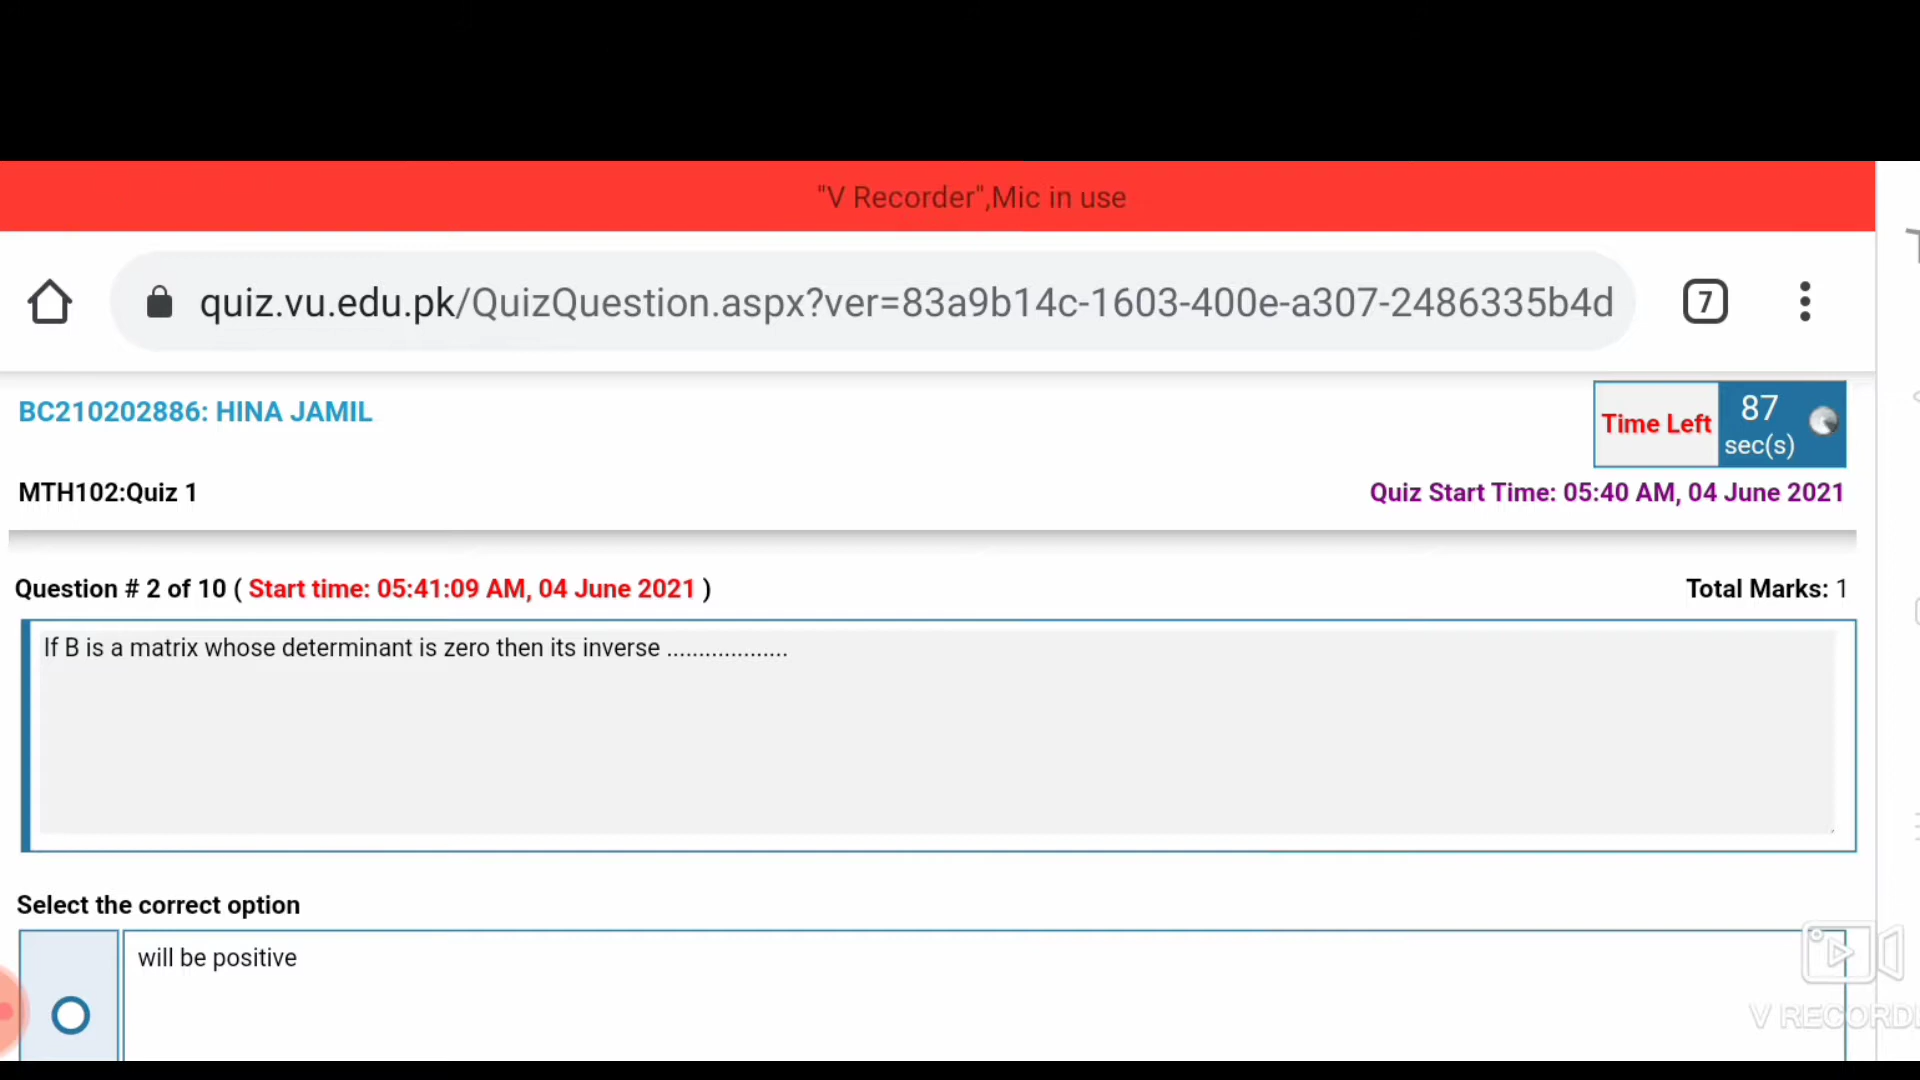 "V Recorder",Mic in use
quiz.vu.edu.pk/QuizQuestion.aspx?ver=83a9b14c-1603-400e-a307-2486335b4d
7
BC210202886: HINA JAMIL
Time Left
87
sec(s)
MTH102:Quiz 1
Quiz Start Time: 05:40 AM, 04 June 2021
Question # 2 of 10 ( Start time: 05:41:09 AM, 04 June 2021 )
Total Marks: 1
If B is a matrix whose determinant is zero then its inverse ...................
Select the correct option
will be positive
V RECORDE